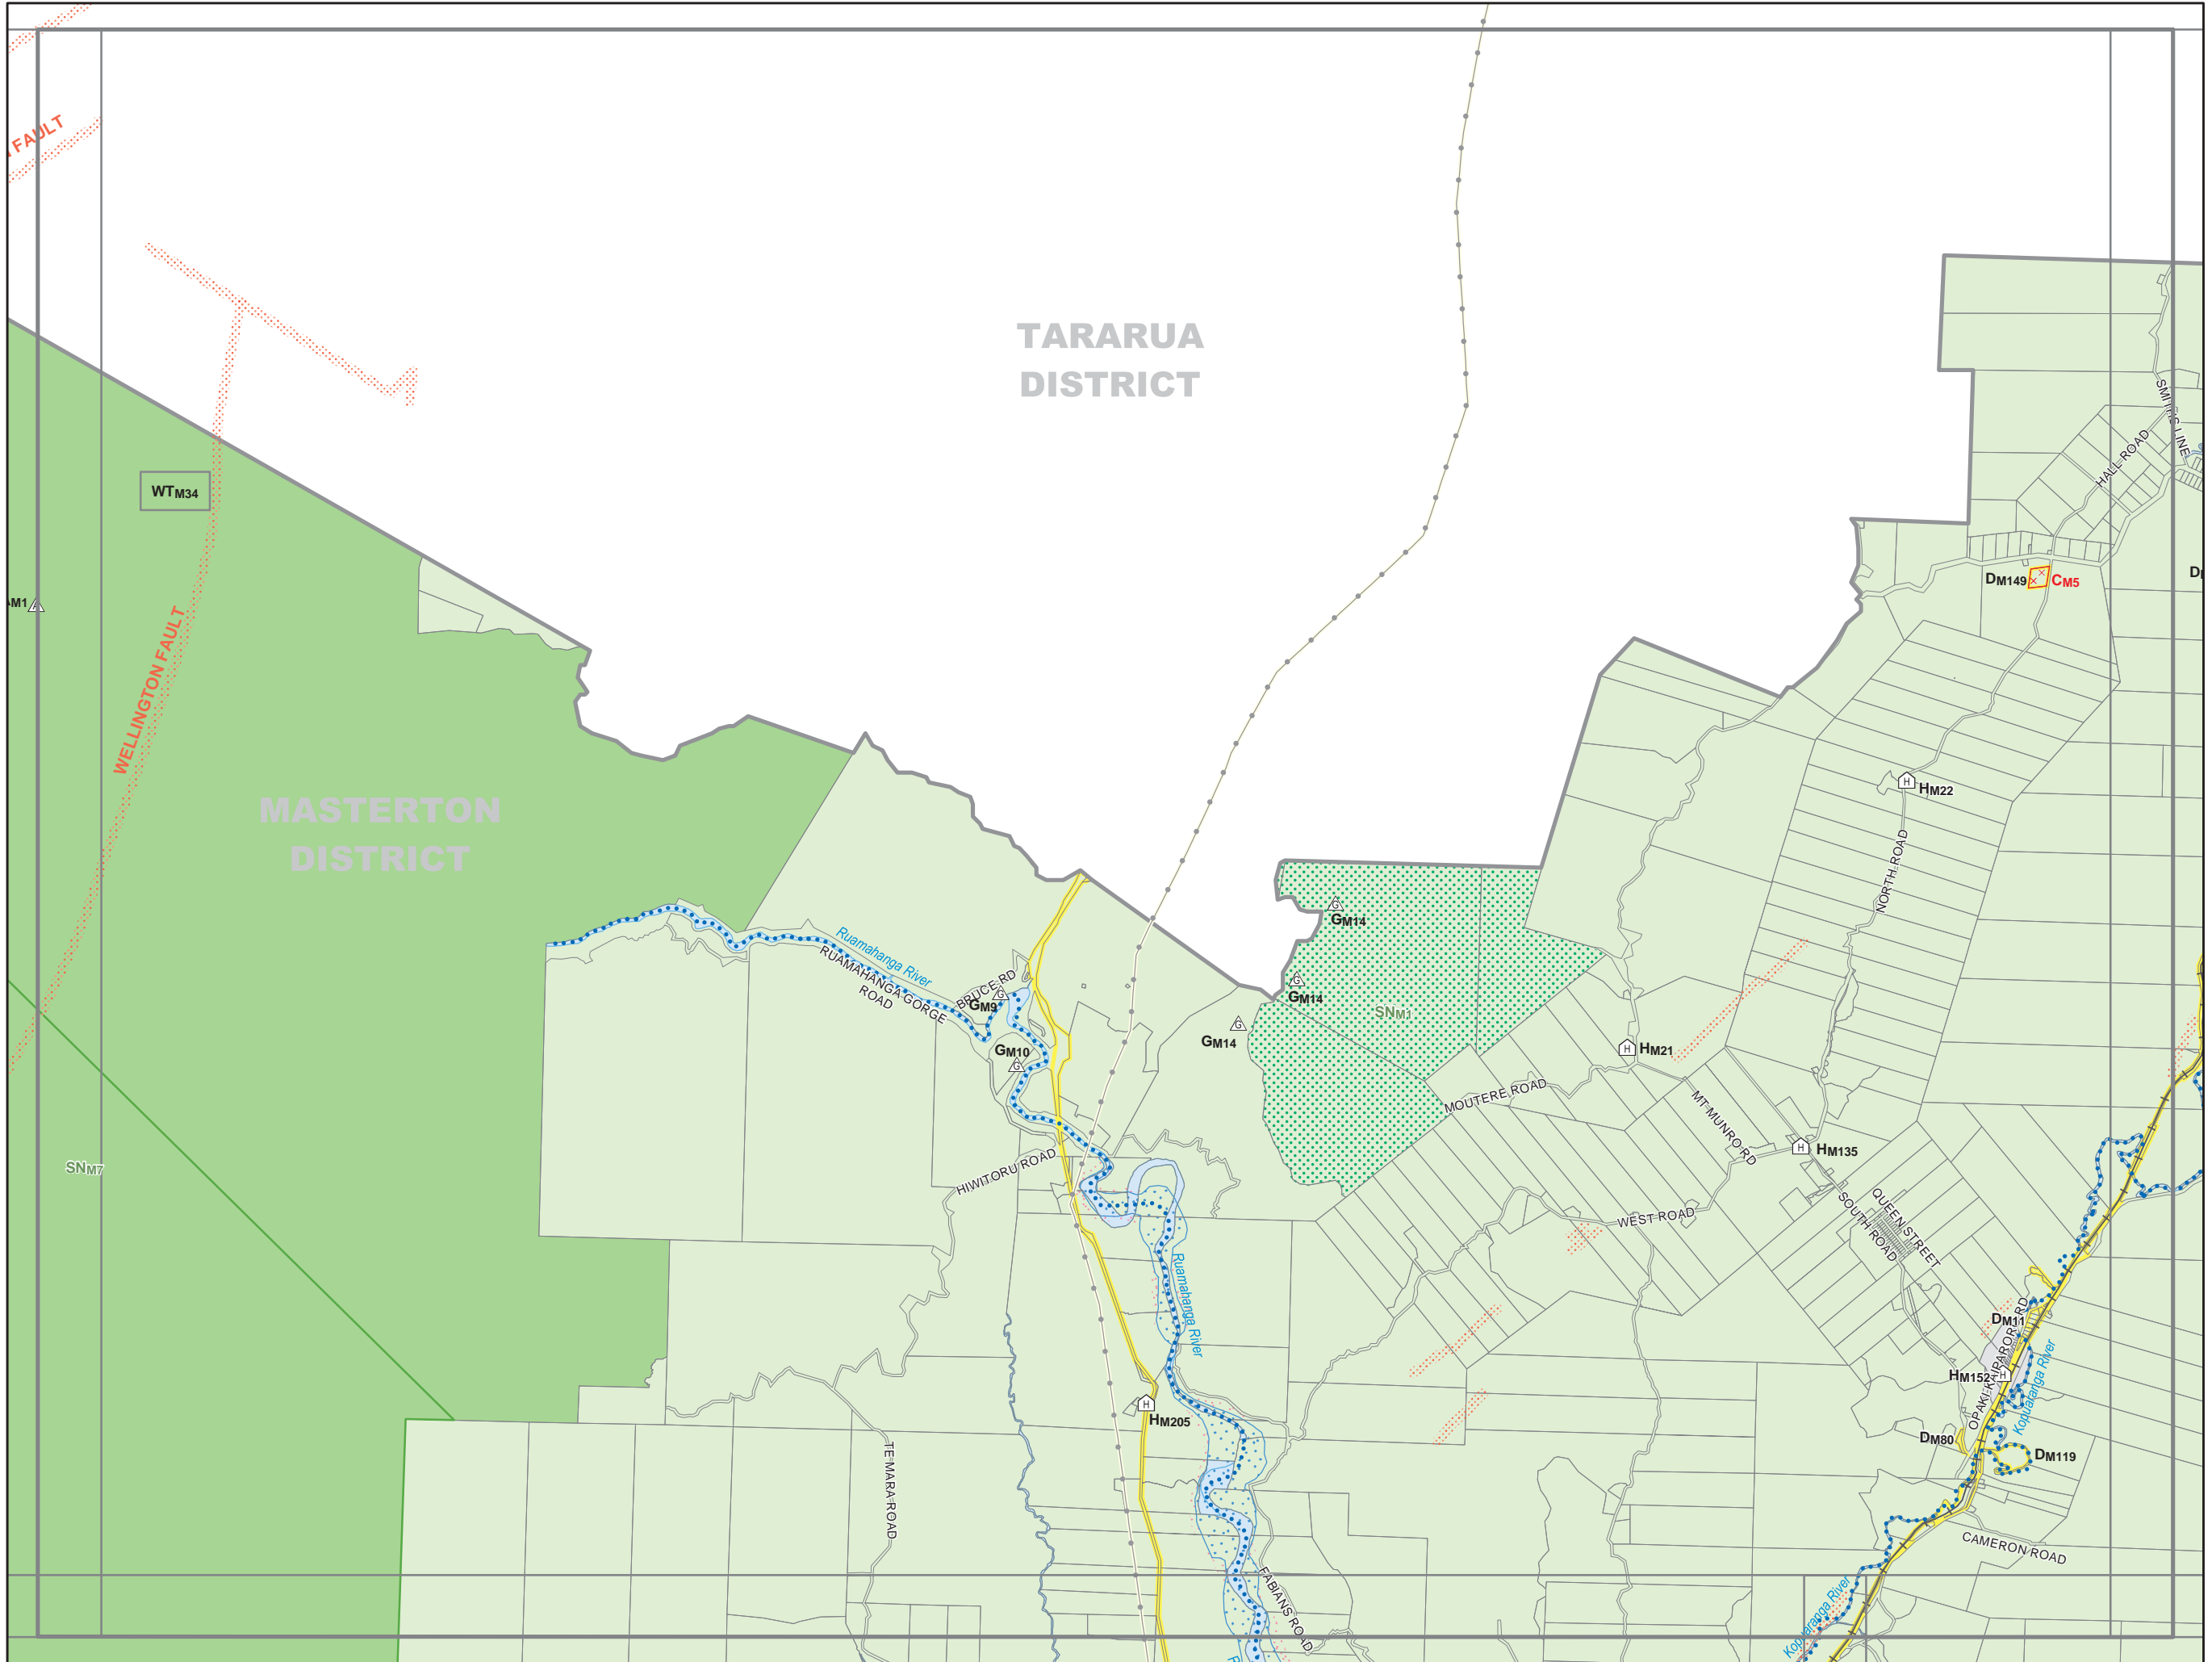 FAULT
TARARUA
DISTRICT
SMITHS LINE
HALL ROAD
WTM34
DM149
CM5
M1
WELLINGTON FAULT
MASTERTON
DISTRICT
HM22
NORTH ROAD
GM14
Ruamahanga River
RUAMAHANGA GORGE
ROAD
BRUCE RD
GM9
GM14
SNM1
GM14
GM10
HM21
MOUTERE ROAD
MT MUNRO RD
HM135
SNM7
HIWITORU ROAD
WEST ROAD
QUEEN STREET
SOUTH ROAD
Ruamahanga River
DM11
OPAKI KAIPARORO RD
Kopuaranga River
HM152
HM205
DM80
DM119
TE MARA ROAD
CAMERON ROAD
FABIANS ROAD
Kopuaranga River